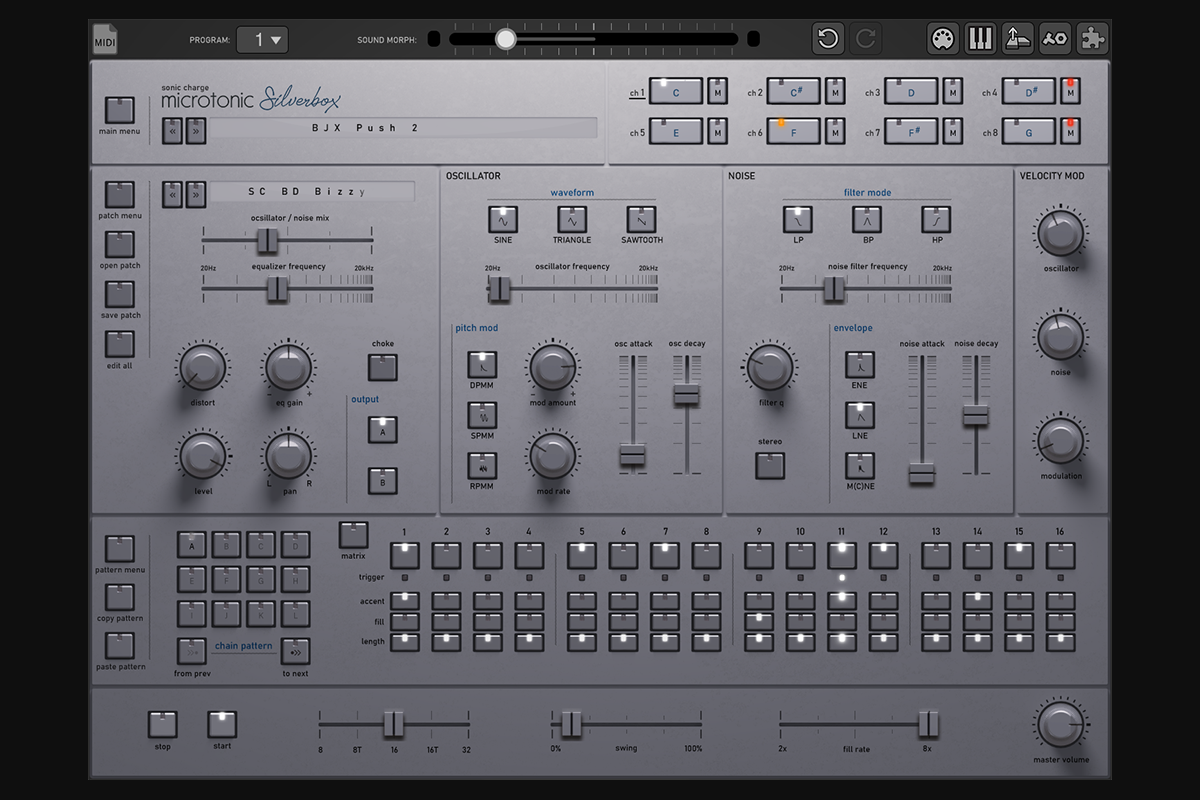 MIDI PROGRAM: 1 SOUND MORPH:
sonic charge
microtonic Silverbox
main menu
« » BJX Push 2
ch 1 C M ch 2 C# M ch 3 D M ch 4 D# M
ch 5 E M ch 6 F M ch 7 F# M ch 8 G M
patch menu
open patch
save patch
edit all
« » SC BD Bizzy
ocsillator / noise mix
20Hz equalizer frequency 20kHz
distort eq gain - +
level L pan R
choke
output
A
B
OSCILLATOR
waveform
SINE TRIANGLE SAWTOOTH
20Hz oscillator frequency 20kHz
pitch mod
DPMM
SPMM
RPMM
- mod amount +
mod rate
osc attack osc decay
NOISE
filter mode
LP BP HP
20Hz noise filter frequency 20kHz
filter q
stereo
envelope
ENE
LNE
M(C)NE
noise attack noise decay
VELOCITY MOD
oscillator
noise
modulation
pattern menu
copy pattern
paste pattern
A B C D
E F G H
I J K L
chain pattern
from prev to next
matrix
1 2 3 4 5 6 7 8 9 10 11 12 13 14 15 16
trigger
accent
fill
length
stop start
8 8T 16 16T 32
0% swing 100%
2x fill rate 8x
master volume